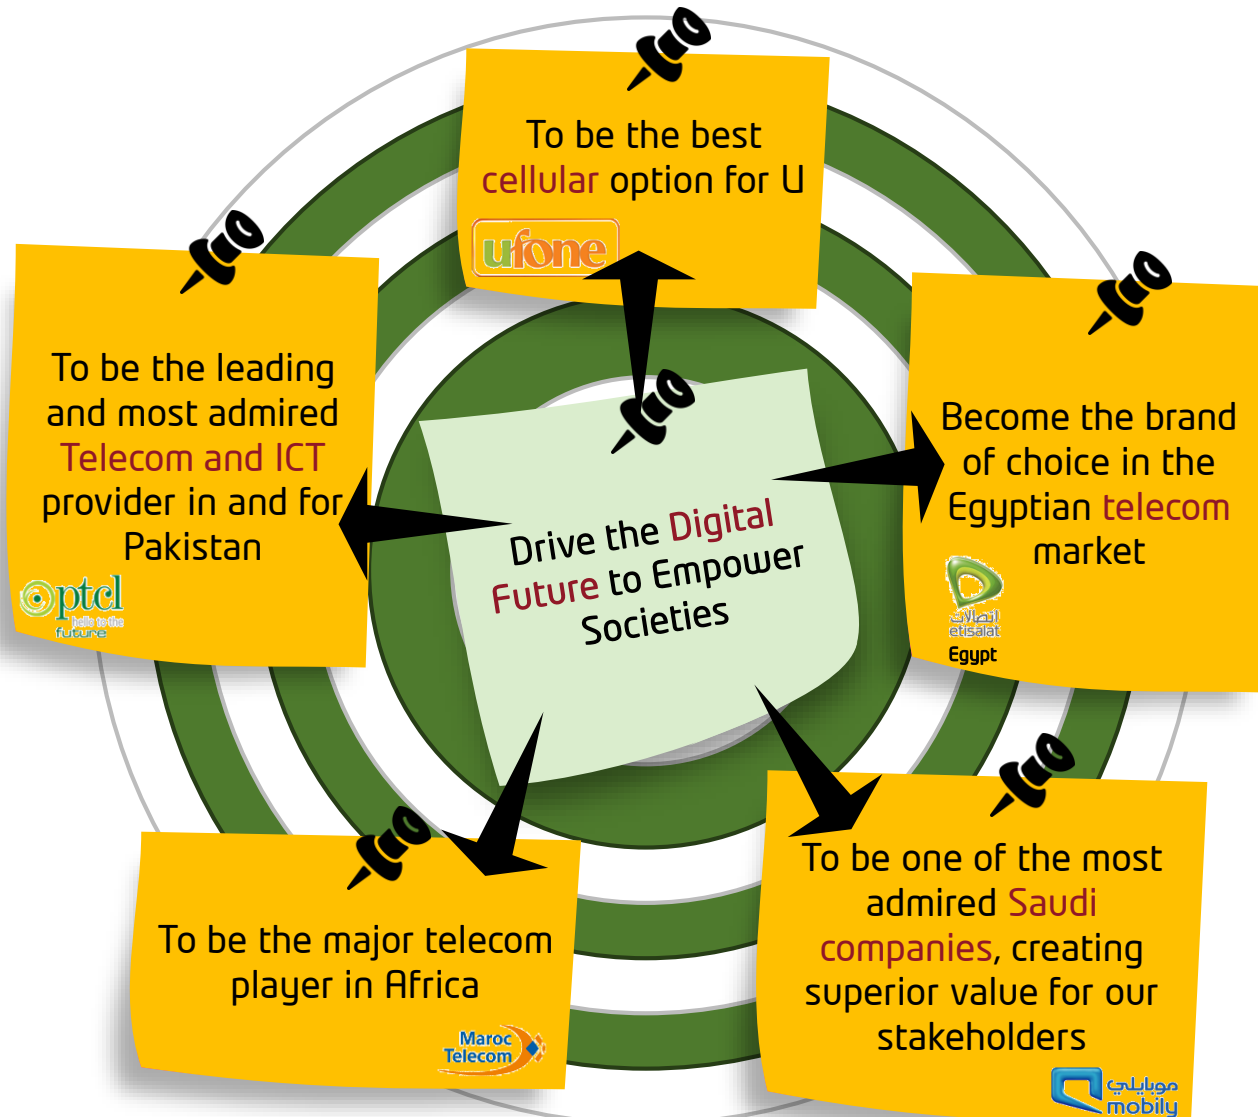 To be the best
cellular option for U
ufone
To be the leading
and most admired
Telecom and ICT
provider in and for
Pakistan
ptcl
hello to the
future
Drive the Digital
Future to Empower
Societies
Become the brand
of choice in the
Egyptian telecom
market
اتصالات
etisalat
Egypt
To be the major telecom
player in Africa
Maroc
Telecom
To be one of the most
admired Saudi
companies, creating
superior value for our
stakeholders
موبايلي
mobily